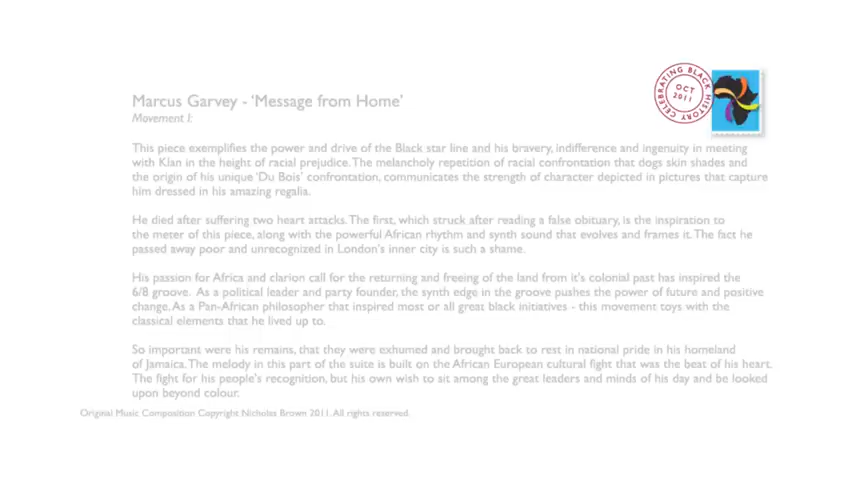 CELEBRATING BLACK HISTORY
OCT
2011
Marcus Garvey - ‘Message from Home’
Movement I:
This piece exemplifies the power and drive of the Black star line and his bravery, indifference and ingenuity in meeting
with Klan in the height of racial prejudice. The melancholy repetition of racial confrontation that dogs skin shades and
the origin of his unique ‘Du Bois’ confrontation, communicates the strength of character depicted in pictures that capture
him dressed in his amazing regalia.
He died after suffering two heart attacks. The first, which struck after reading a false obituary, is the inspiration to
the meter of this piece, along with the powerful African rhythm and synth sound that evolves and frames it. The fact he
passed away poor and unrecognized in London's inner city is such a shame.
His passion for Africa and clarion call for the returning and freeing of the land from it's colonial past has inspired the
6/8 groove. As a political leader and party founder, the synth edge in the groove pushes the power of future and positive
change. As a Pan-African philosopher that inspired most or all great black initiatives - this movement toys with the
classical elements that he lived up to.
So important were his remains, that they were exhumed and brought back to rest in national pride in his homeland
of Jamaica. The melody in this part of the suite is built on the African European cultural fight that was the beat of his heart.
The fight for his people's recognition, but his own wish to sit among the great leaders and minds of his day and be looked
upon beyond colour.
Original Music Composition Copyright Nicholas Brown 2011. All rights reserved.